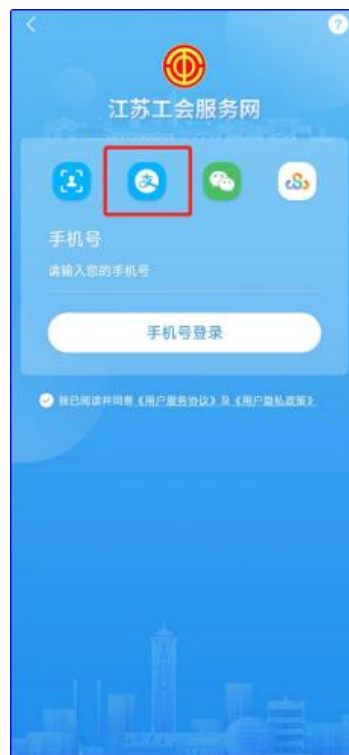 江苏工会服务网
手机号
请输入您的手机号
手机号登录
我已阅读并同意《用户服务协议》及《用户隐私政策》